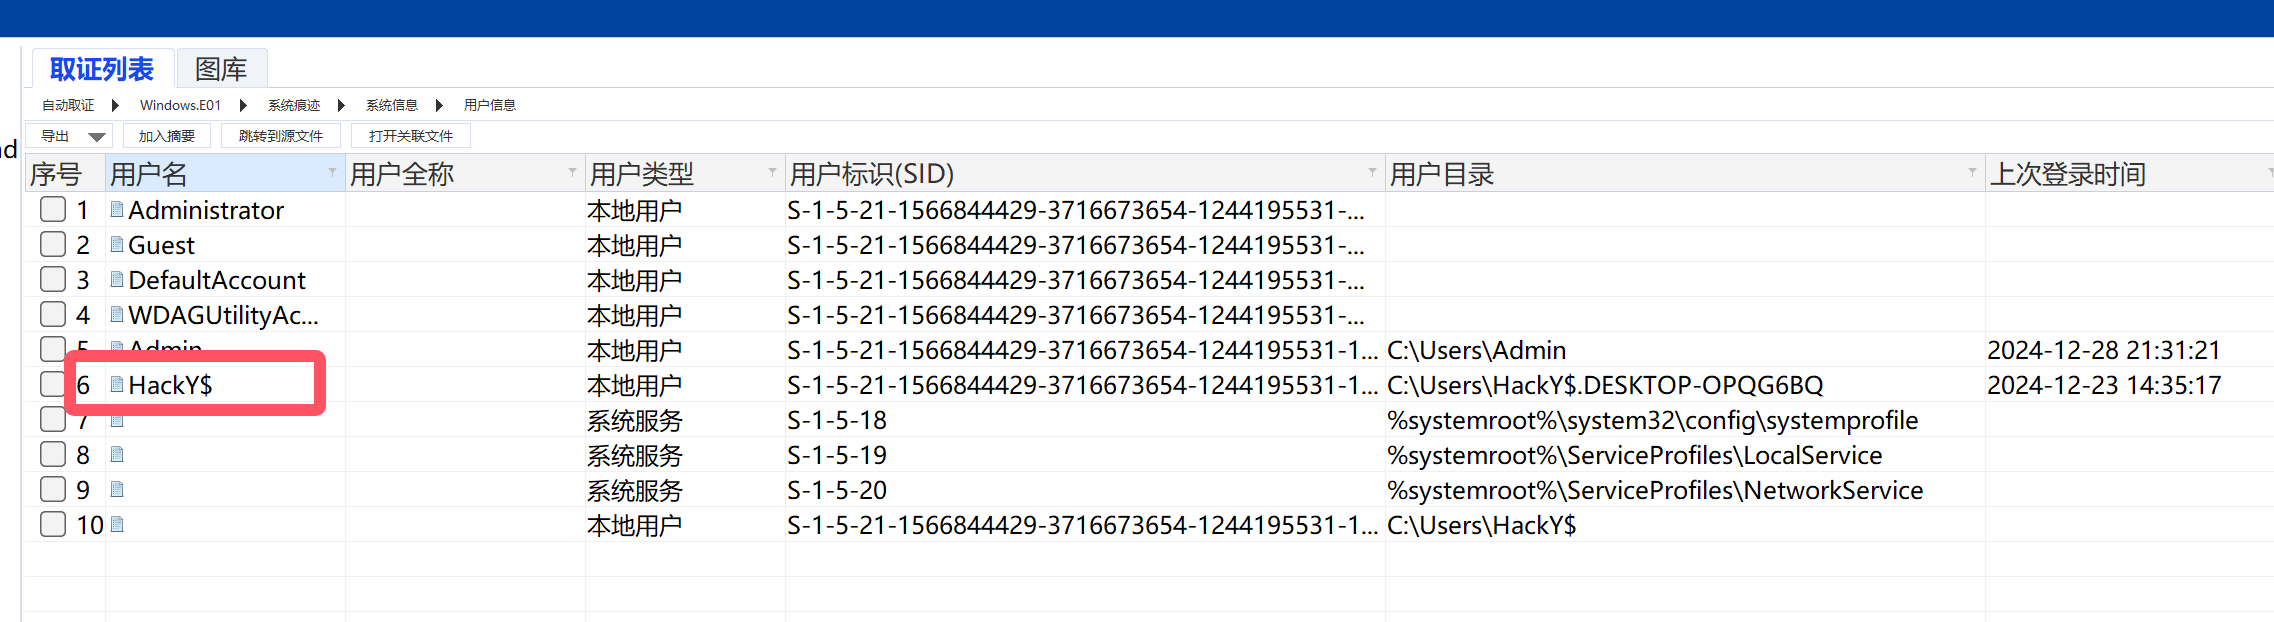 取证列表 图库
自动取证 Windows.E01 系统痕迹 系统信息 用户信息
导出 加入摘要 跳转到源文件 打开关联文件
nd
序号 用户名 用户全称 用户类型 用户标识(SID) 用户目录 上次登录时间
1 Administrator 本地用户 S-1-5-21-1566844429-3716673654-1244195531-...
2 Guest 本地用户 S-1-5-21-1566844429-3716673654-1244195531-...
3 DefaultAccount 本地用户 S-1-5-21-1566844429-3716673654-1244195531-...
4 WDAGUtilityAc... 本地用户 S-1-5-21-1566844429-3716673654-1244195531-...
5 Admin 本地用户 S-1-5-21-1566844429-3716673654-1244195531-1... C:\Users\Admin 2024-12-28 21:31:21
6 HackY$ 本地用户 S-1-5-21-1566844429-3716673654-1244195531-1... C:\Users\HackY$.DESKTOP-OPQG6BQ 2024-12-23 14:35:17
7 系统服务 S-1-5-18 %systemroot%\system32\config\systemprofile
8 系统服务 S-1-5-19 %systemroot%\ServiceProfiles\LocalService
9 系统服务 S-1-5-20 %systemroot%\ServiceProfiles\NetworkService
10 本地用户 S-1-5-21-1566844429-3716673654-1244195531-1... C:\Users\HackY$